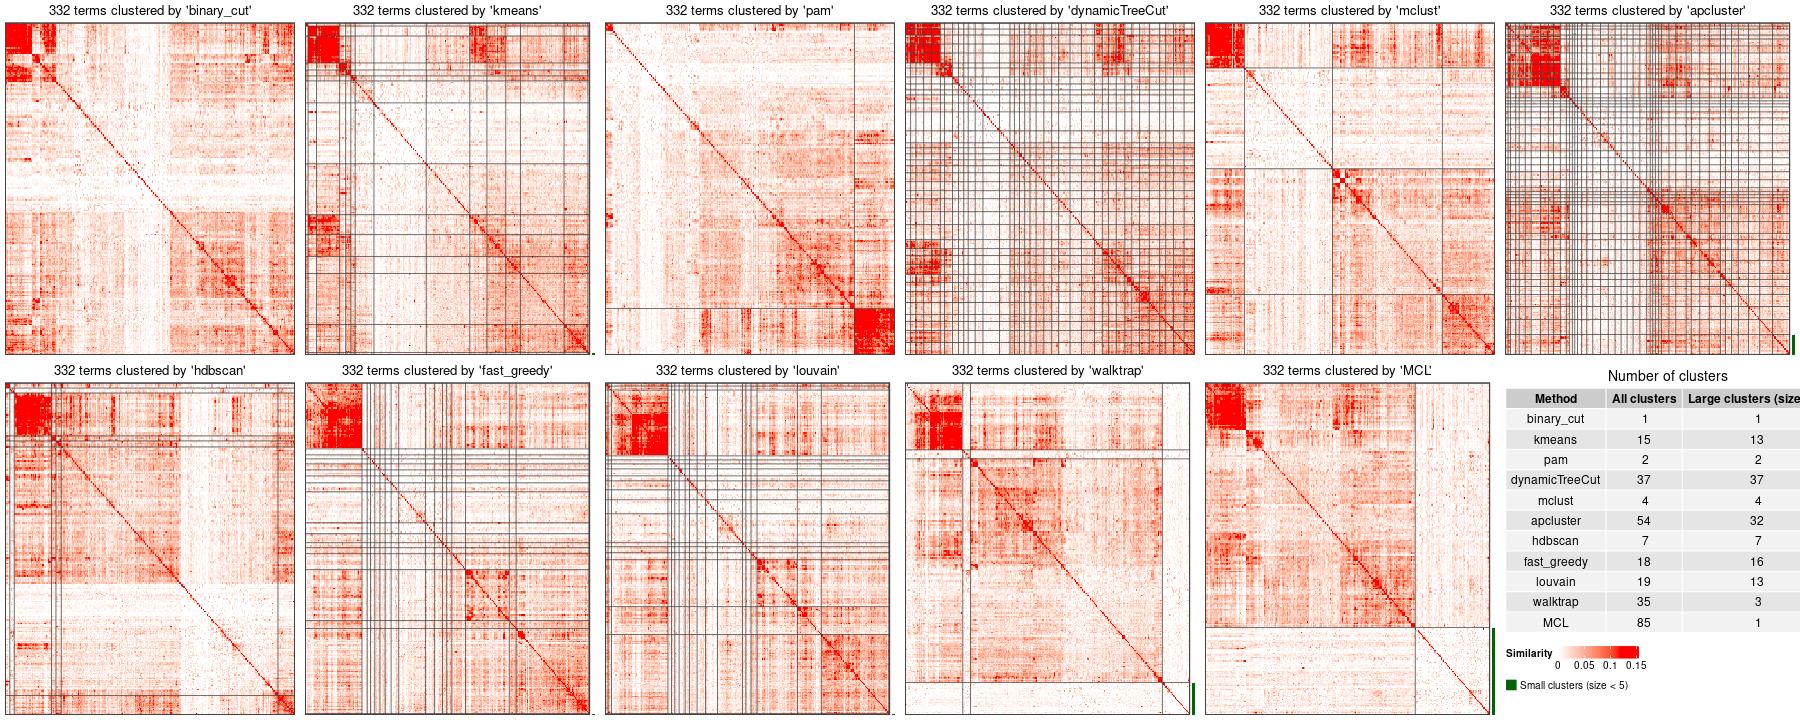 332 terms clustered by 'binary_cut'
332 terms clustered by 'kmeans'
332 terms clustered by 'pam'
332 terms clustered by 'dynamicTreeCut'
332 terms clustered by 'mclust'
332 terms clustered by 'apcluster'
332 terms clustered by 'hdbscan'
332 terms clustered by 'fast_greedy'
332 terms clustered by 'louvain'
332 terms clustered by 'walktrap'
332 terms clustered by 'MCL'
Number of clusters
Method All clusters Large clusters (size
binary_cut 1 1
kmeans 15 13
pam 2 2
dynamicTreeCut 37 37
mclust 4 4
apcluster 54 32
hdbscan 7 7
fast_greedy 18 16
louvain 19 13
walktrap 35 3
MCL 85 1
Similarity
0 0.05 0.1 0.15
Small clusters (size < 5)